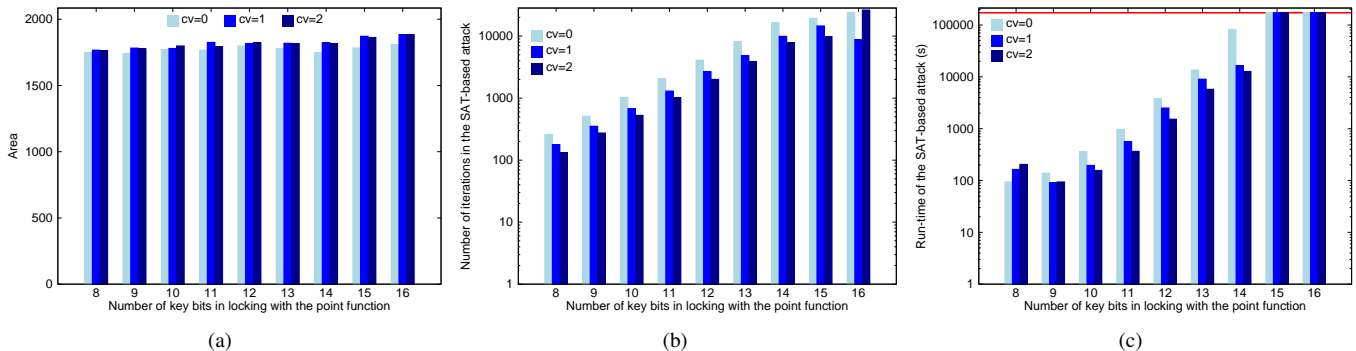 cv=0 cv=1 cv=2
2000
1500
1000
500
0
Area
8 9 10 11 12 13 14 15 16
Number of key bits in locking with the point function
(a)
cv=0
cv=1
cv=2
10000
1000
100
10
1
Number of iterations in the SAT-based attack
8 9 10 11 12 13 14 15 16
Number of key bits in locking with the point function
(b)
cv=0
cv=1
cv=2
100000
10000
1000
100
10
1
Run-time of the SAT-based attack (s)
8 9 10 11 12 13 14 15 16
Number of key bits in locking with the point function
(c)